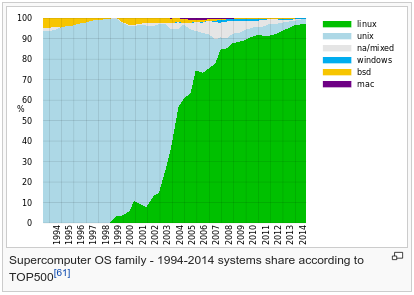 100
90
80
70
60
%
50
40
30
20
10
0
1994 1995 1996 1997 1998 1999 2000 2001 2002 2003 2004 2005 2006 2007 2008 2009 2010 2011 2012 2013 2014
linux
unix
na/mixed
windows
bsd
mac
Supercomputer OS family - 1994-2014 systems share according to
TOP500[61]